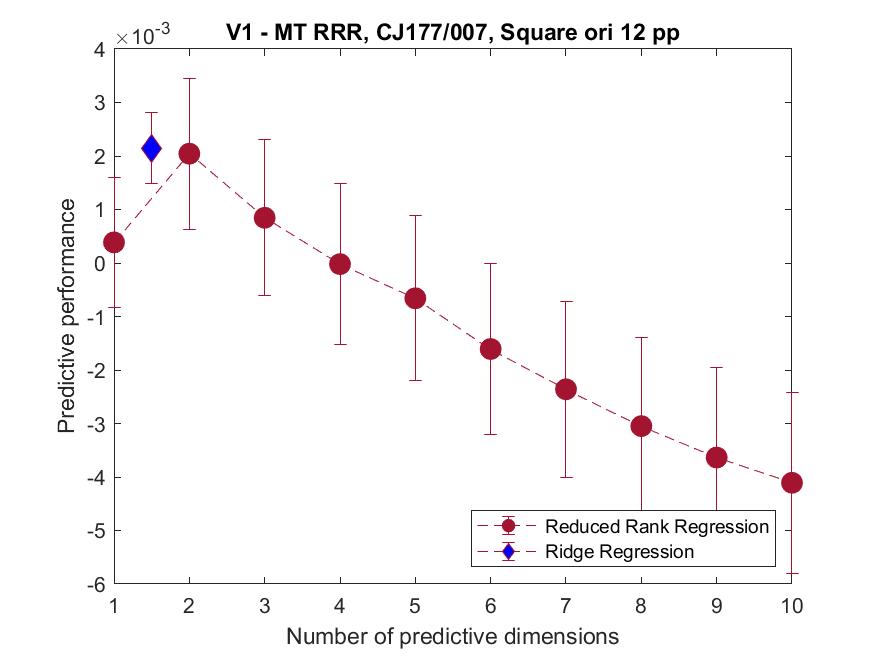 V1 - MT RRR, CJ177/007, Square ori 12 pp
×10-3
4
3
2
1
0
-1
-2
-3
-4
-5
-6
Predictive performance
Reduced Rank Regression
Ridge Regression
1 2 3 4 5 6 7 8 9 10
Number of predictive dimensions